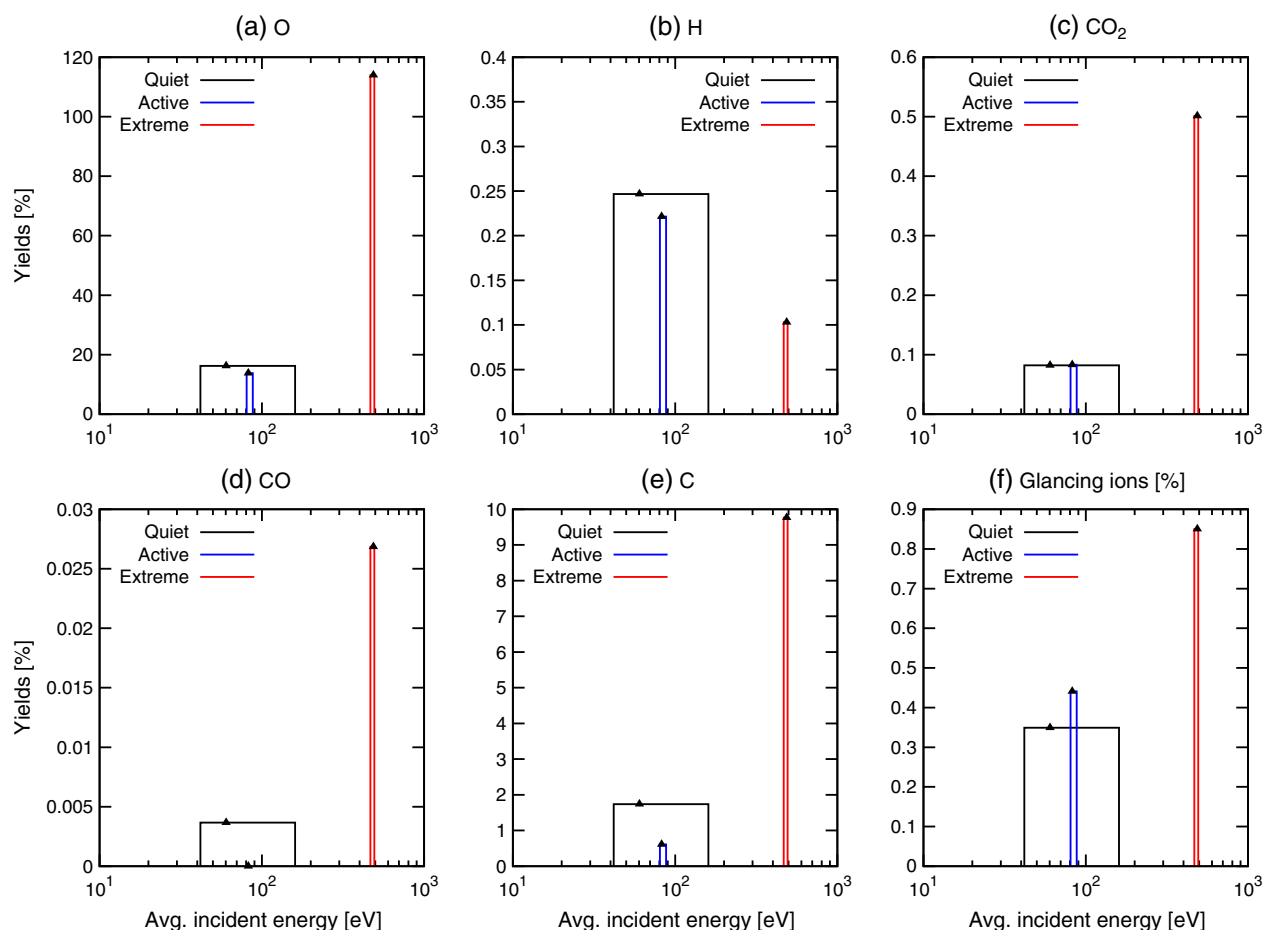 (a) O
(b) H
(c) CO₂
Yields [%]
120
100
80
60
40
20
0
Quiet
Active
Extreme
10¹
10²
10³
0.4
0.35
0.3
0.25
0.2
0.15
0.1
0.05
0
Quiet
Active
Extreme
10¹
10²
10³
0.6
0.5
0.4
0.3
0.2
0.1
0
Quiet
Active
Extreme
10¹
10²
10³
(d) CO
(e) C
(f) Glancing ions [%]
Yields [%]
0.03
0.025
0.02
0.015
0.01
0.005
0
Quiet
Active
Extreme
10¹
10²
10³
Avg. incident energy [eV]
10
9
8
7
6
5
4
3
2
1
0
Quiet
Active
Extreme
10¹
10²
10³
Avg. incident energy [eV]
0.9
0.8
0.7
0.6
0.5
0.4
0.3
0.2
0.1
0
Quiet
Active
Extreme
10¹
10²
10³
Avg. incident energy [eV]